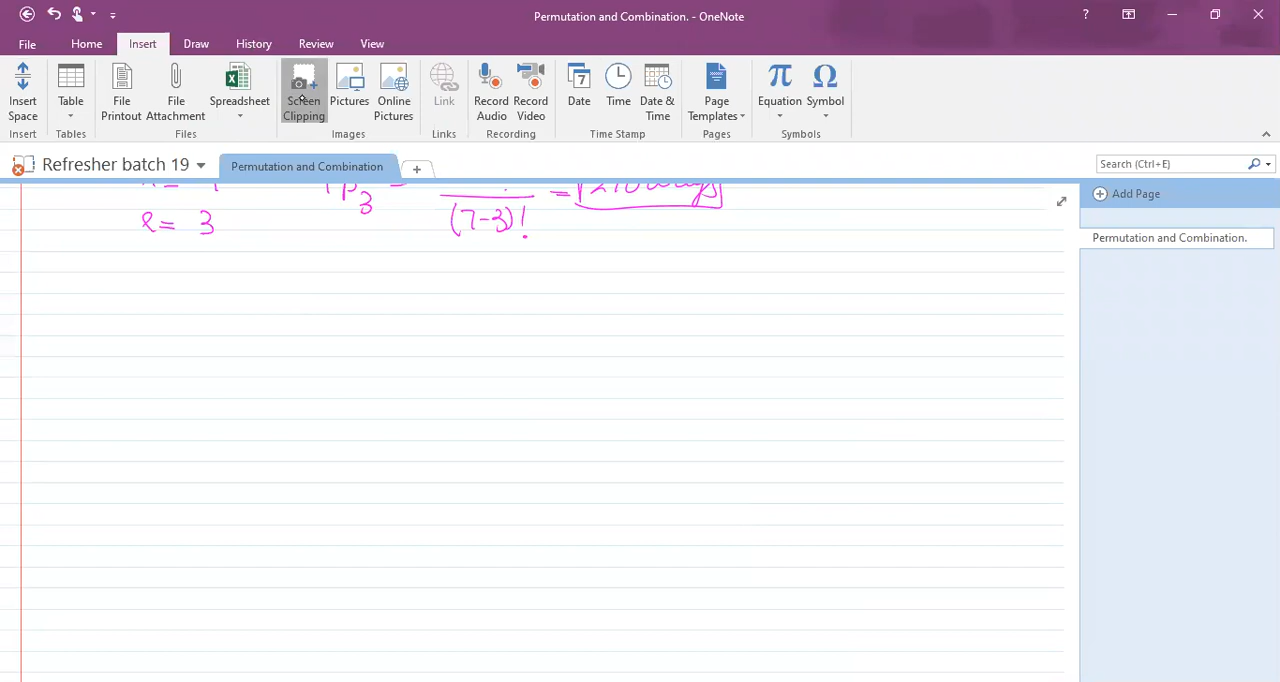 Permutation and Combination. - OneNote
?
File Home Insert Draw History Review View
Insert Space
Table
File Printout
File Attachment
Spreadsheet
Screen Clipping
Pictures
Online Pictures
Link
Record Audio
Record Video
Date
Time
Date & Time
Page Templates
π Equation
Ω Symbol
Insert Tables Files Images Links Recording Time Stamp Pages Symbols
Refresher batch 19
Permutation and Combination
+
Search (Ctrl+E)
Add Page
Permutation and Combination.
= 210 ways
3
(7-3)!
r = 3